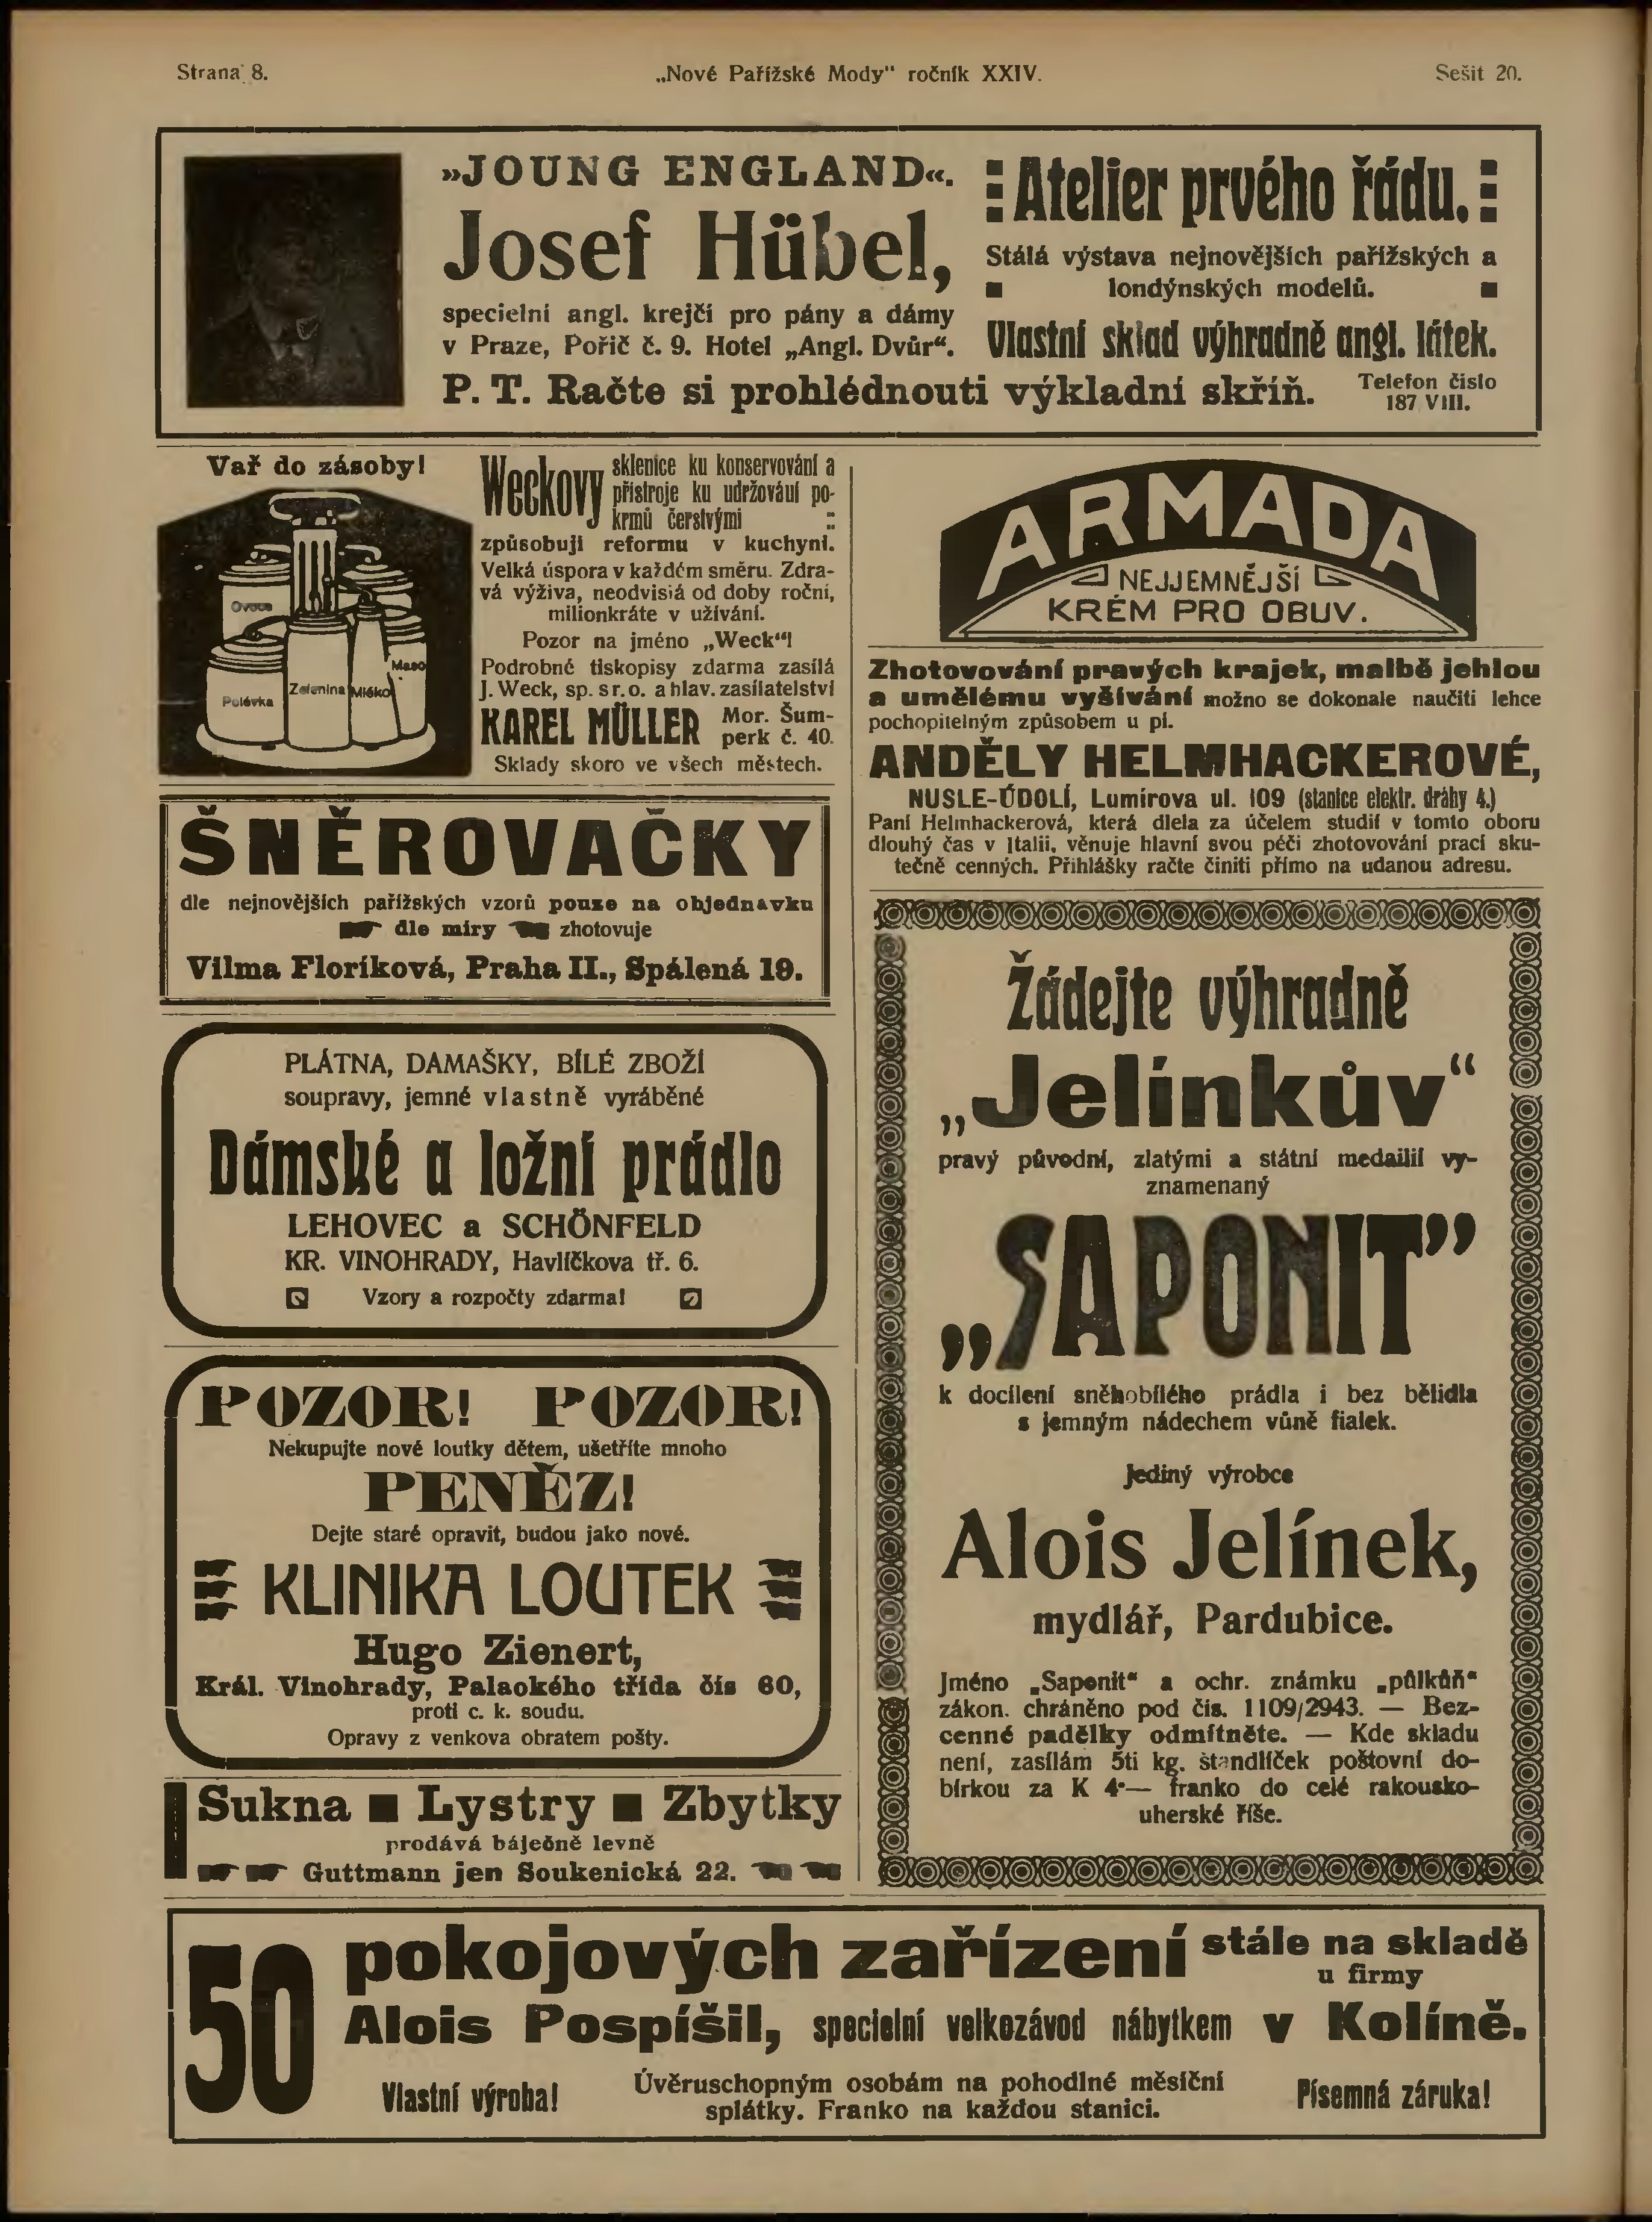 Strana 8.
„Nové Pařížské Mody" ročník XXIV.
Sešit 20.
»JOUNG ENGLAND«.
Josef Hübel,
specielní angl. krejčí pro pány a dámy
v Praze, Pořič č. 9. Hotel „Angl. Dvůr“.
Atelier prvého řádu.
Stálá výstava nejnovějších pařížských a
londýnských modelů.
Vlastní sklad výhradně angl. látek.
P. T. Račte si prohlédnouti výkladní skříň.
Telefon číslo
187 VIII.
Vař do zásoby!
Ovoce
Polévka
Zelenina
Mléko
Maso
Weckovy
sklenice ku konservování a
přístroje ku udržování po-
krmů čerstvými
způsobují reformu v kuchyni.
Velká úspora v každém směru. Zdra-
vá výživa, neodvislá od doby roční,
milionkráte v užívání.
Pozor na jméno „Weck“!
Podrobné tiskopisy zdarma zasílá
J. Weck, sp. s r. o. a hlav. zasílatelství
KAREL MÜLLER
Mor. Šum-
perk č. 40.
Sklady skoro ve všech městech.
ŠNĚROVAČKY
dle nejnovějších pařížských vzorů pouze na objednávku
dle míry zhotovuje
Vilma Floríková, Praha II., Spálená 19.
PLÁTNA, DAMAŠKY, BÍLÉ ZBOŽÍ
soupravy, jemné vlastně vyráběné
Dámské a ložní prádlo
LEHOVEC a SCHÖNFELD
KR. VINOHRADY, Havlíčkova tř. 6.
Vzory a rozpočty zdarma!
POZOR! POZOR!
Nekupujte nové loutky dětem, ušetříte mnoho
PENĚZ!
Dejte staré opravit, budou jako nové.
KLINIKA LOUTEK
Hugo Zienert,
Král. Vinohrady, Palackého třída čís 60,
proti c. k. soudu.
Opravy z venkova obratem pošty.
Sukna ■ Lystry ■ Zbytky
prodává báječně levně
Guttmann jen Soukenická 22.
ARMADA
NEJJEMNĚJŠÍ
KRÉM PRO OBUV.
Zhotovování pravých krajek, malbě jehlou
a umělému vyšívání možno se dokonale naučiti lehce
pochopitelným způsobem u pí.
ANDĚLY HELMHACKEROVÉ,
NUSLE-ÚDOLÍ, Lumírova ul. 109 (stanice elektr. dráhy 4.)
Paní Helmhackerová, která dlela za účelem studií v tomto oboru
dlouhý čas v Italii, věnuje hlavní svou péči zhotovování prací sku-
tečně cenných. Přihlášky račte činiti přímo na udanou adresu.
Žádejte výhradně
„Jelínkův“
pravý původní, zlatými a státní medailií vy-
znamenaný
„SAPONIT”
k docílení sněhobílého prádla i bez bělidla
s jemným nádechem vůně fialek.
Jediný výrobce
Alois Jelínek,
mydlář, Pardubice.
Jméno „Saponit“ a ochr. známku „půlkůň“
zákon. chráněno pod čís. 1109/2943. — Bez-
cenné padělky odmítněte. — Kde skladu
není, zasílám 5ti kg. štandlíček poštovní do-
bírkou za K 4·— franko do celé rakousko-
uherské říše.
50 pokojových zařízení stále na skladě
u firmy
Alois Pospíšil, specielní velkozávod nábytkem v Kolíně.
Vlastní výroba!
Úvěruschopným osobám na pohodlné měsíční
splátky. Franko na každou stanici.
Písemná záruka!